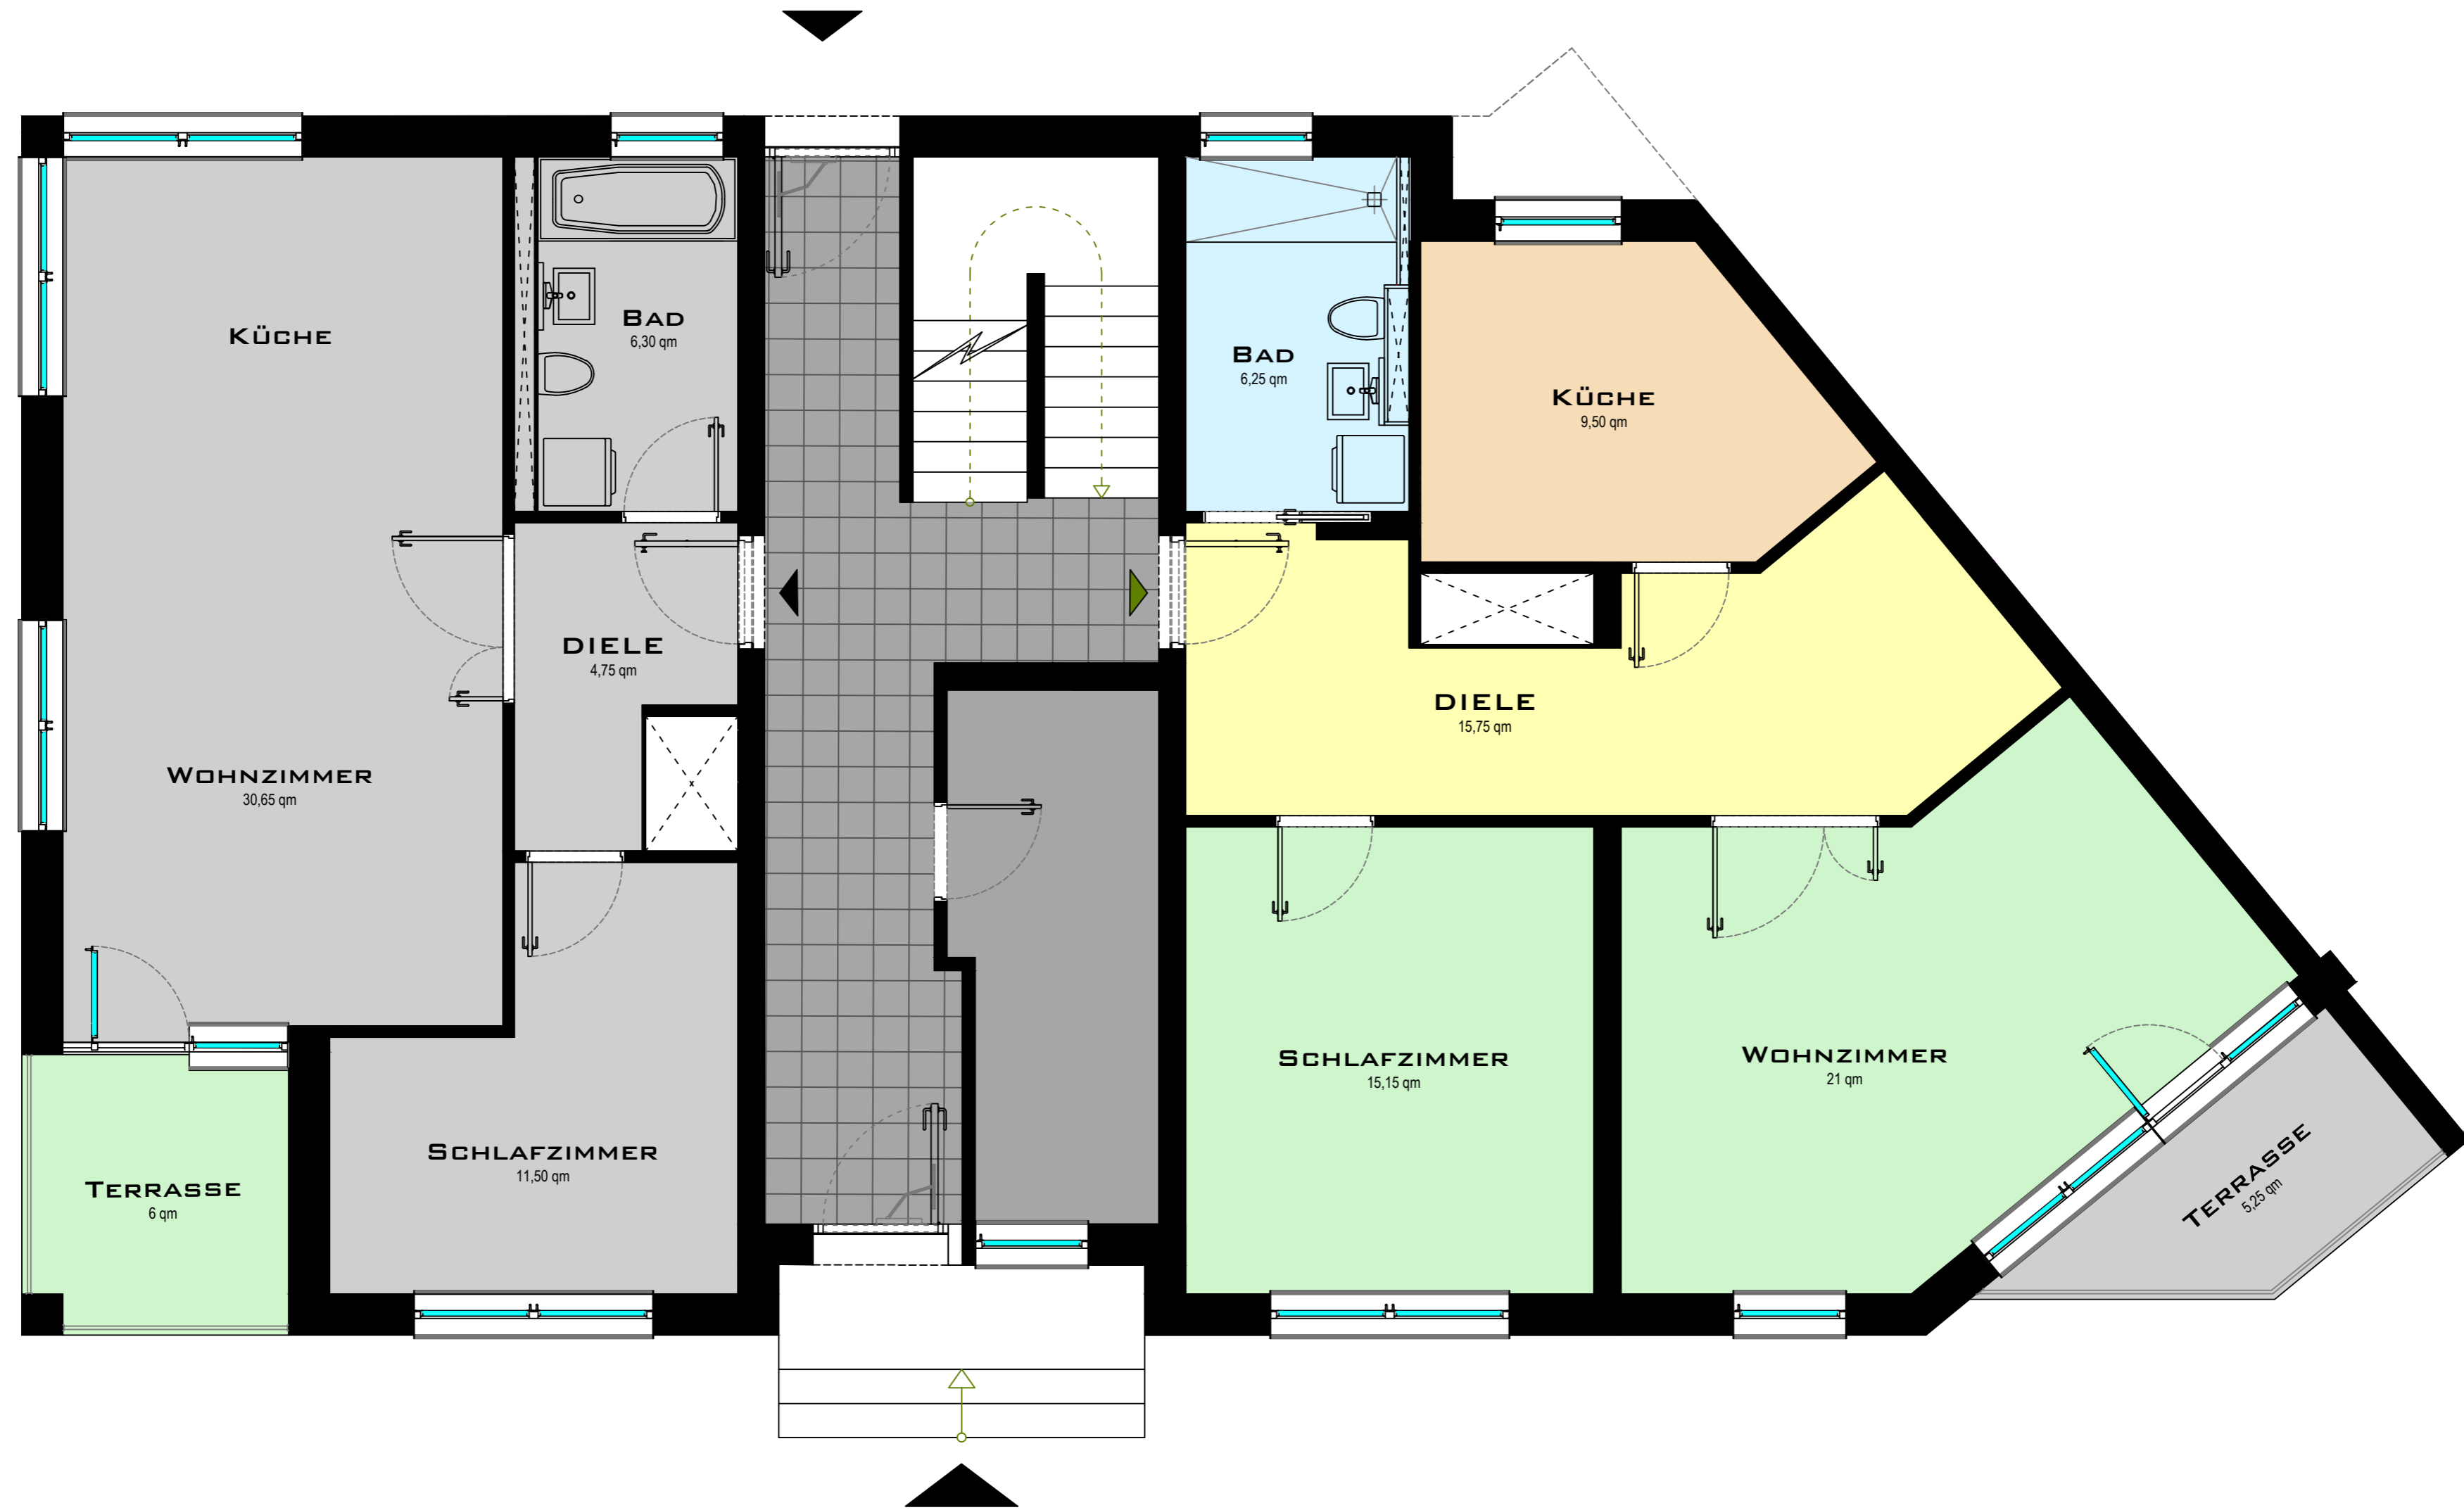 KÜCHE
BAD
6,30 qm
DIELE
4,75 qm
WOHNZIMMER
30,65 qm
SCHLAFZIMMER
11,50 qm
TERRASSE
6 qm
BAD
6,25 qm
KÜCHE
9,50 qm
DIELE
15,75 qm
SCHLAFZIMMER
15,15 qm
WOHNZIMMER
21 qm
TERRASSE
5,25 qm